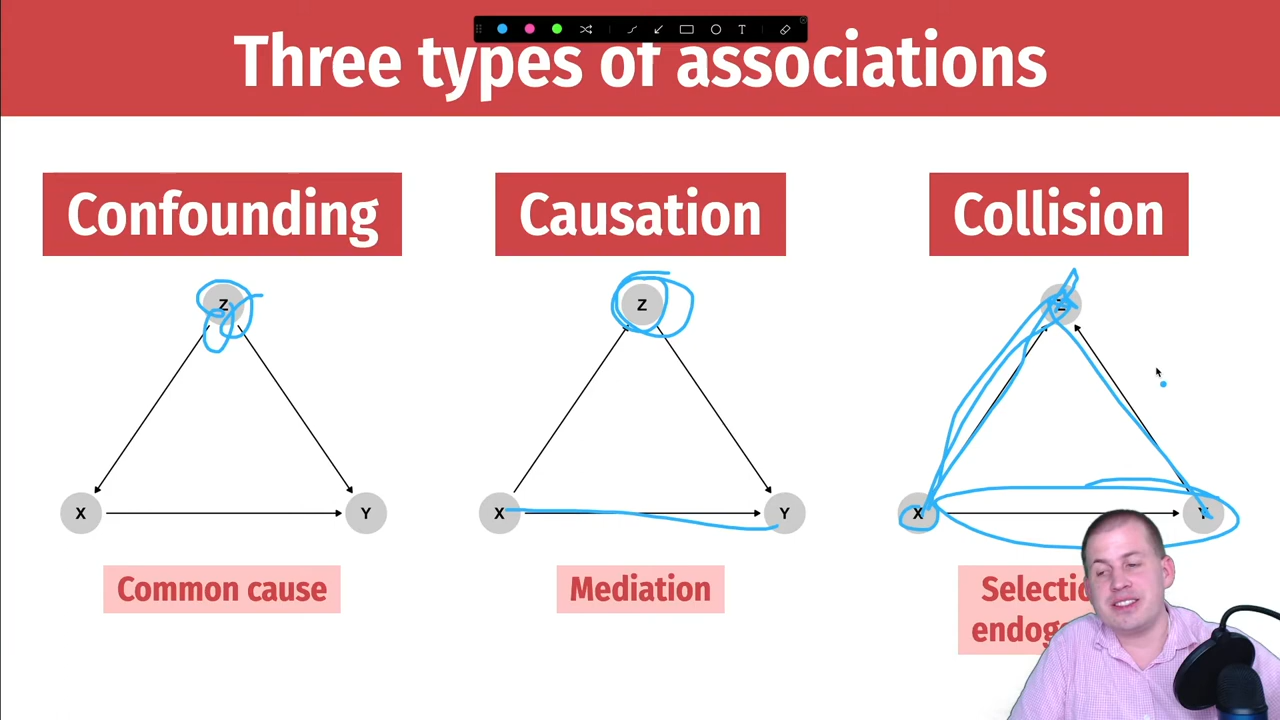 Three types of associations
Confounding
Causation
Collision
Z
Z
Z
X
Y
X
Y
X
Y
Common cause
Mediation
T